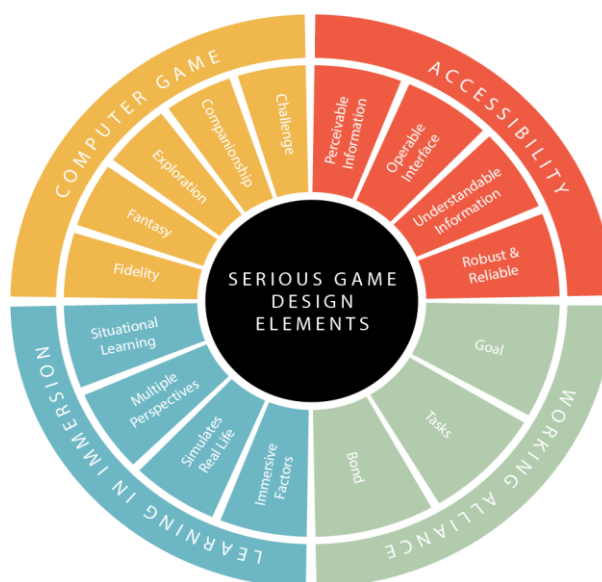 COMPUTER GAME
Fidelity
Fantasy
Exploration
Companionship
Challenge
ACCESSIBILITY
Perceivable
Information
Operable
Interface
Understandable
Information
Robust &
Reliable
SERIOUS GAME
DESIGN
ELEMENTS
WORKING ALLIANCE
Goal
Tasks
Bond
LEARNING IN IMMERSION
Situational
Learning
Multiple
Perspectives
Simulates
Real Life
Immersive
Factors